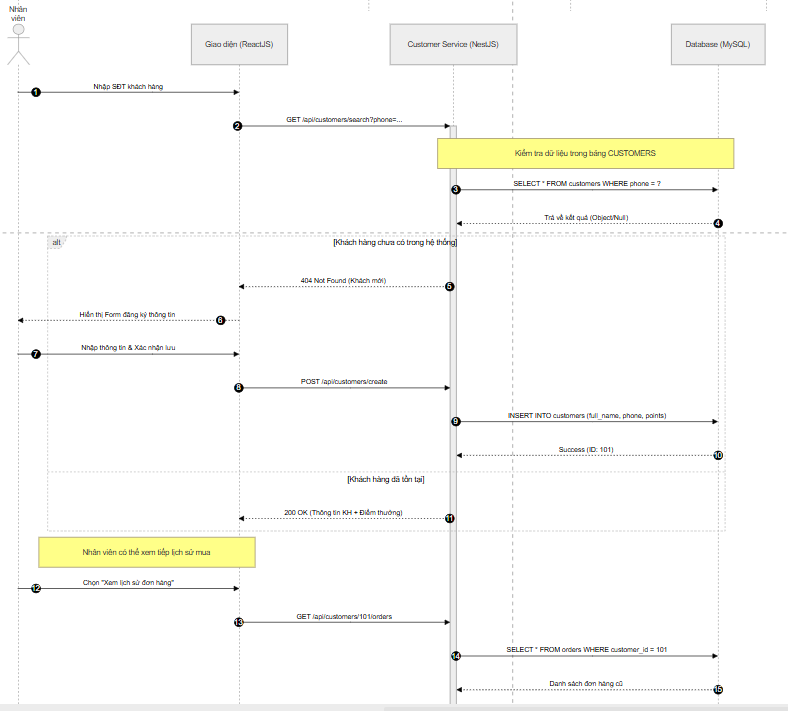 Nhân
viên
Giao diện (ReactJS)
Customer Service (NestJS)
Database (MySQL)
1 Nhập SĐT khách hàng
2 GET /api/customers/search?phone=...
Kiểm tra dữ liệu trong bảng CUSTOMERS
3 SELECT * FROM customers WHERE phone = ?
Trả về kết quả (Object/Null) 4
alt [Khách hàng chưa có trong hệ thống]
404 Not Found (Khách mới) 5
Hiển thị Form đăng ký thông tin 6
7 Nhập thông tin & Xác nhận lưu
8 POST /api/customers/create
9 INSERT INTO customers (full_name, phone, points)
Success (ID: 101) 10
[Khách hàng đã tồn tại]
200 OK (Thông tin KH + Điểm thưởng) 11
Nhân viên có thể xem tiếp lịch sử mua
12 Chọn "Xem lịch sử đơn hàng"
13 GET /api/customers/101/orders
14 SELECT * FROM orders WHERE customer_id = 101
Danh sách đơn hàng cũ 15